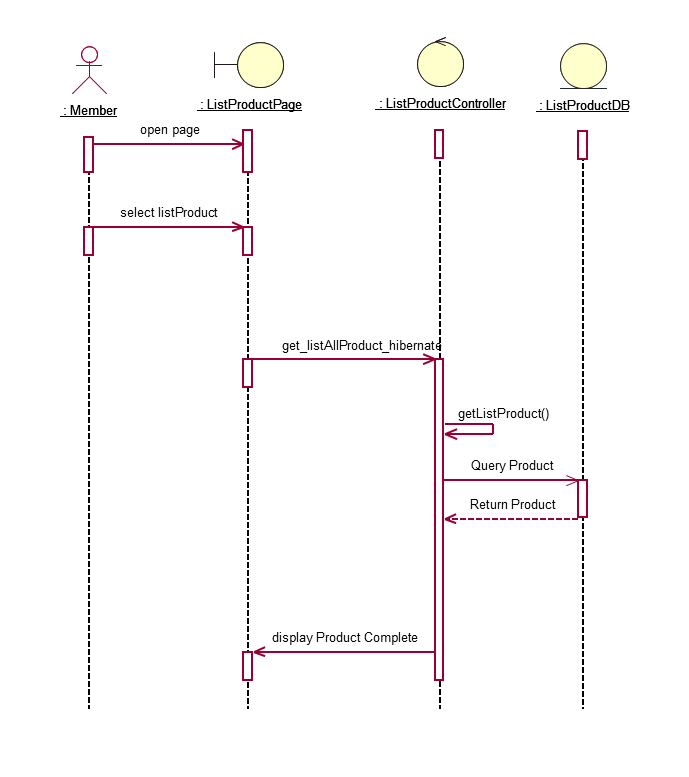 : Member
: ListProductPage
: ListProductController
: ListProductDB
open page
select listProduct
get_listAllProduct_hibernate
getListProduct()
Query Product
Return Product
display Product Complete